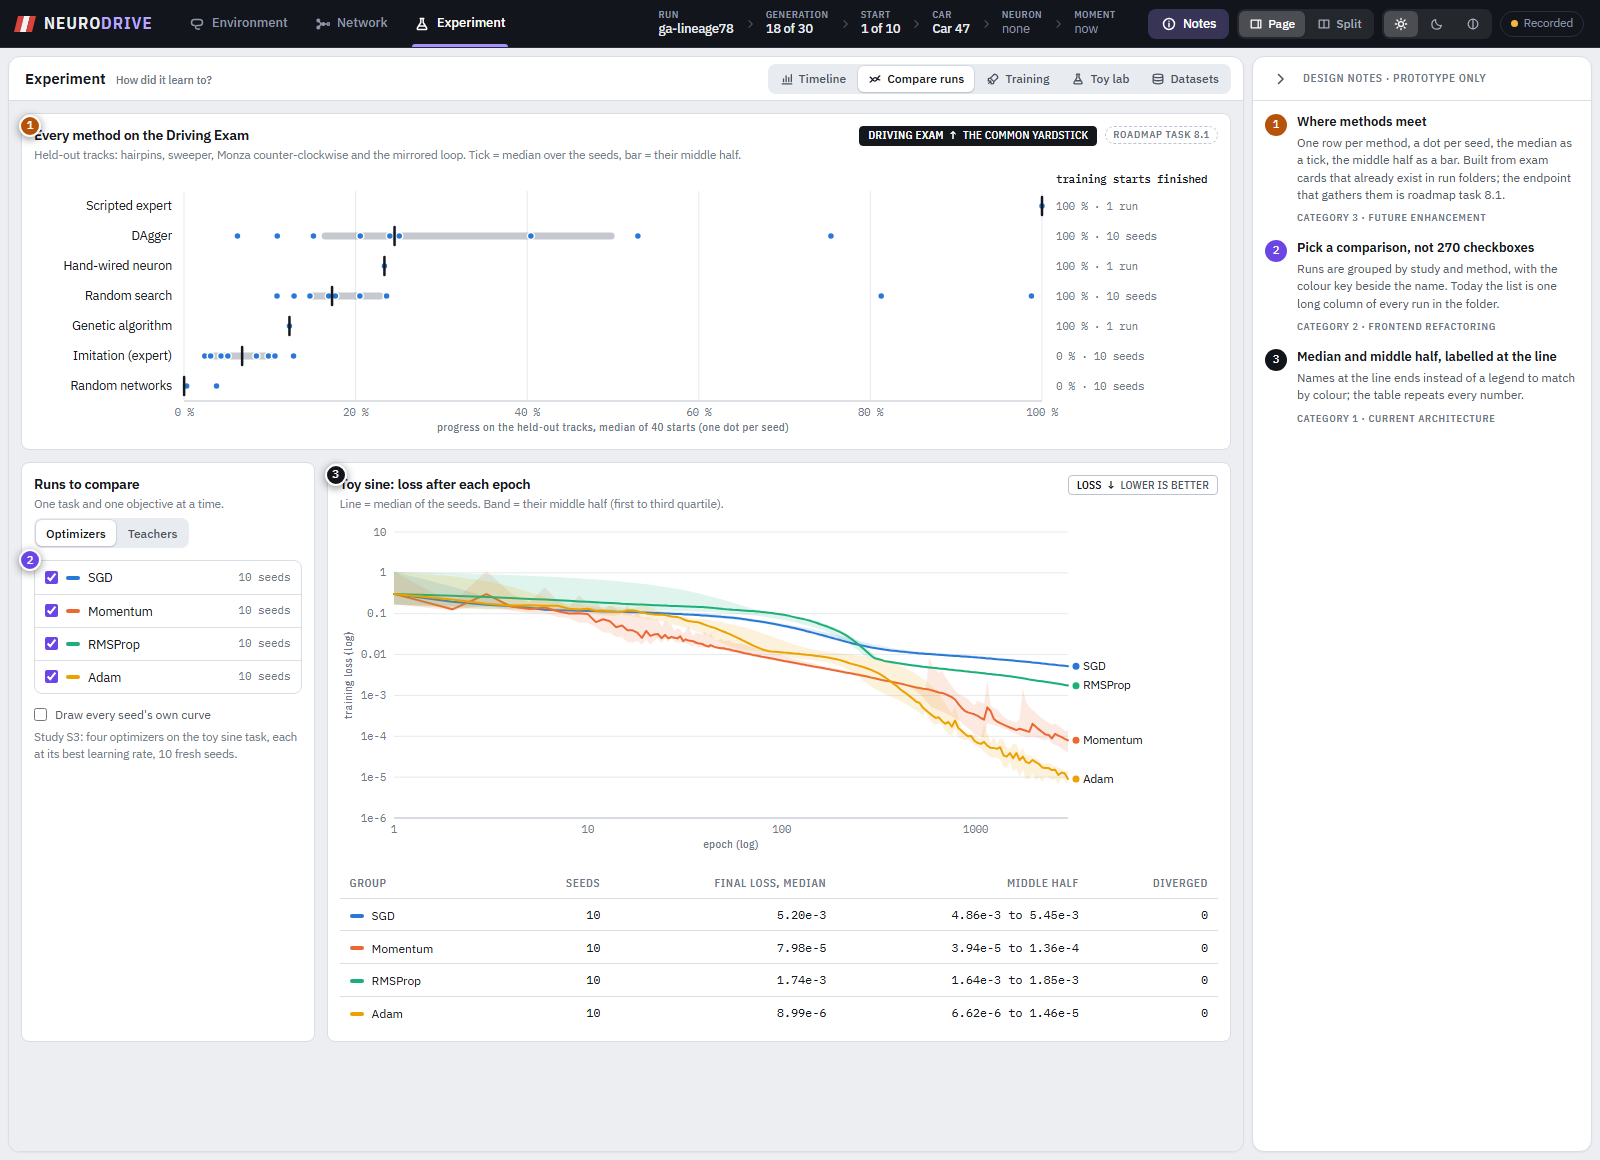 NEURODRIVE
Environment
Network
Experiment
RUN
ga-lineage78
GENERATION
18 of 30
START
1 of 10
CAR
Car 47
NEURON
none
MOMENT
now
Notes
Page
Split
Recorded
Experiment How did it learn to?
Timeline
Compare runs
Training
Toy lab
Datasets
1
Every method on the Driving Exam
DRIVING EXAM ↑ THE COMMON YARDSTICK
ROADMAP TASK 8.1
Held-out tracks: hairpins, sweeper, Monza counter-clockwise and the mirrored loop. Tick = median over the seeds, bar = their middle half.
training starts finished
Scripted expert
100 % · 1 run
DAgger
100 % · 10 seeds
Hand-wired neuron
100 % · 1 run
Random search
100 % · 10 seeds
Genetic algorithm
100 % · 1 run
Imitation (expert)
0 % · 10 seeds
Random networks
0 % · 10 seeds
0 % 20 % 40 % 60 % 80 % 100 %
progress on the held-out tracks, median of 40 starts (one dot per seed)
Runs to compare
One task and one objective at a time.
Optimizers
Teachers
2
SGD 10 seeds
Momentum 10 seeds
RMSProp 10 seeds
Adam 10 seeds
Draw every seed's own curve
Study S3: four optimizers on the toy sine task, each
at its best learning rate, 10 fresh seeds.
3
Toy sine: loss after each epoch
LOSS ↓ LOWER IS BETTER
Line = median of the seeds. Band = their middle half (first to third quartile).
training loss (log)
10
1
0.1
0.01
1e-3
1e-4
1e-5
1e-6
SGD
RMSProp
Momentum
Adam
1 10 100 1000
epoch (log)
GROUP SEEDS FINAL LOSS, MEDIAN MIDDLE HALF DIVERGED
SGD 10 5.20e-3 4.86e-3 to 5.45e-3 0
Momentum 10 7.98e-5 3.94e-5 to 1.36e-4 0
RMSProp 10 1.74e-3 1.64e-3 to 1.85e-3 0
Adam 10 8.99e-6 6.62e-6 to 1.46e-5 0
DESIGN NOTES · PROTOTYPE ONLY
1
Where methods meet
One row per method, a dot per seed, the median as
a tick, the middle half as a bar. Built from exam
cards that already exist in run folders; the endpoint
that gathers them is roadmap task 8.1.
CATEGORY 3 · FUTURE ENHANCEMENT
2
Pick a comparison, not 270 checkboxes
Runs are grouped by study and method, with the
colour key beside the name. Today the list is one
long column of every run in the folder.
CATEGORY 2 · FRONTEND REFACTORING
3
Median and middle half, labelled at the line
Names at the line ends instead of a legend to match
by colour; the table repeats every number.
CATEGORY 1 · CURRENT ARCHITECTURE